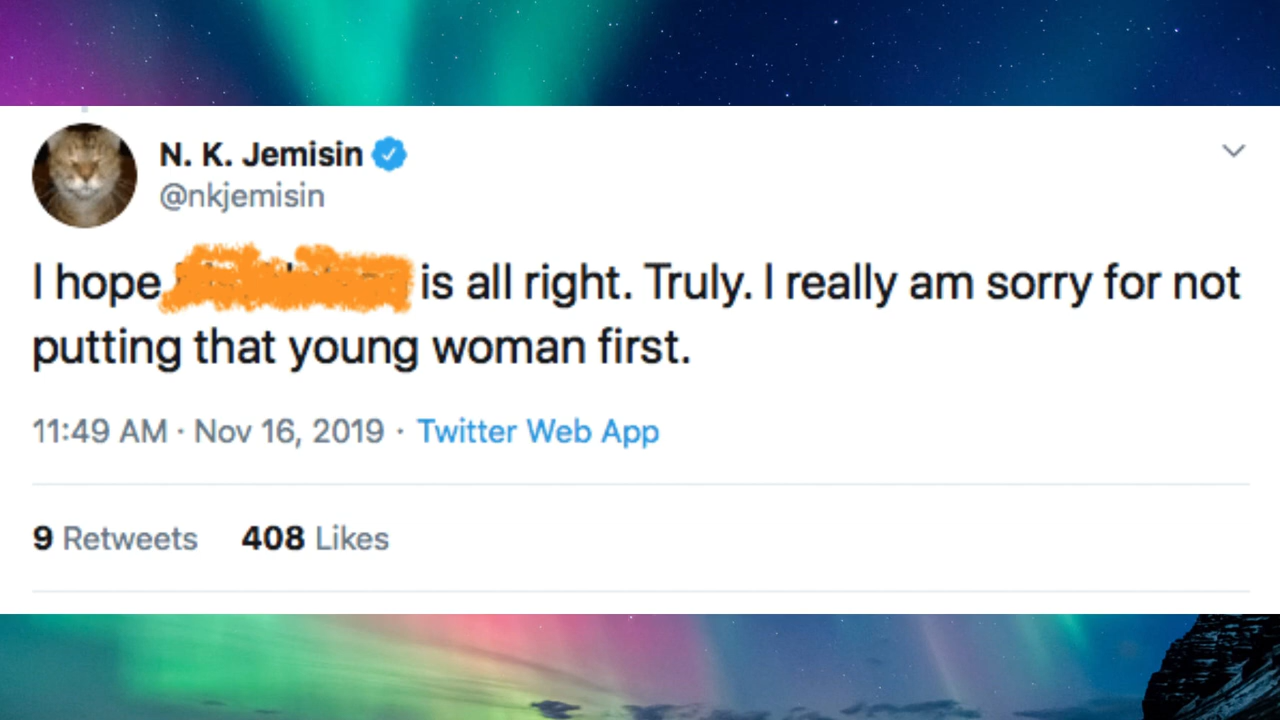 N. K. Jemisin
@nkjemisin
I hope is all right. Truly. I really am sorry for not
putting that young woman first.
11:49 AM · Nov 16, 2019 · Twitter Web App
9 Retweets 408 Likes